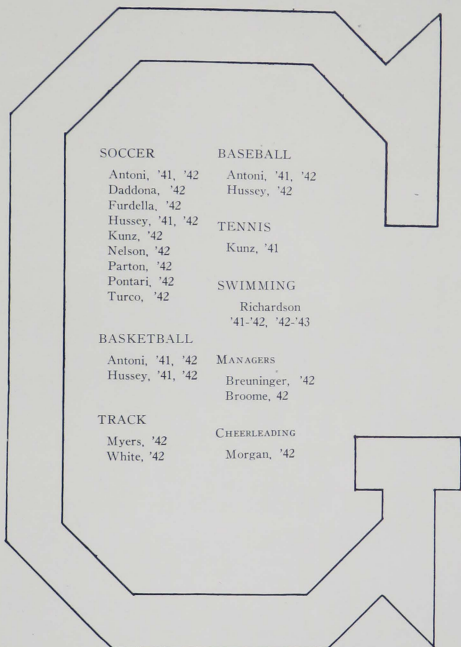 SOCCER
Antoni, '41, '42
Daddona, '42
Furdella, '42
Hussey, '41, '42
Kunz, '42
Nelson, '42
Parton, '42
Pontari, '42
Turco, '42
BASKETBALL
Antoni, '41, '42
Hussey, '41, '42
TRACK
Myers, '42
White, '42
BASEBALL
Antoni, '41, '42
Hussey, '42
TENNIS
Kunz, '41
SWIMMING
Richardson
'41-'42, '42-'43
MANAGERS
Breuninger, '42
Broome, 42
CHEERLEADING
Morgan, '42